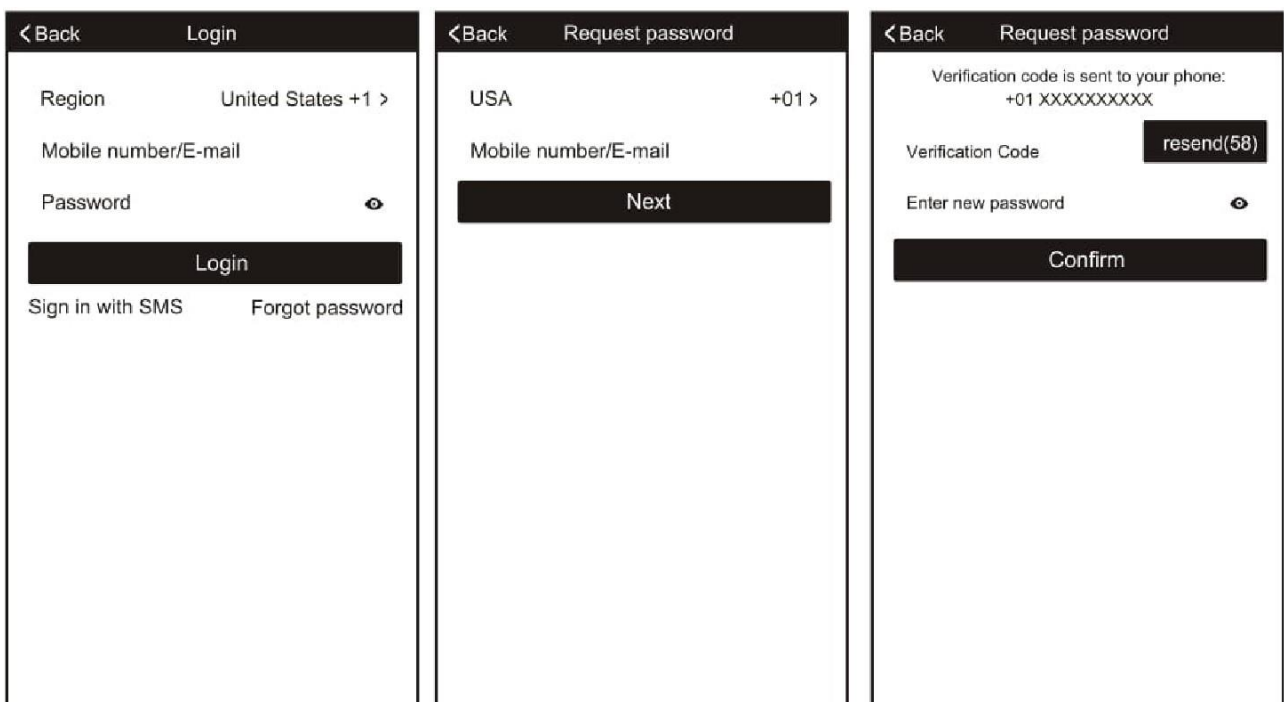 Back Login
Region United States +1 >
Mobile number/E-mail
Password
Login
Sign in with SMS Forgot password
Back Request password
USA +01 >
Mobile number/E-mail
Next
Back Request password
Verification code is sent to your phone:
+01 XXXXXXXXXX
Verification Code resend(58)
Enter new password
Confirm